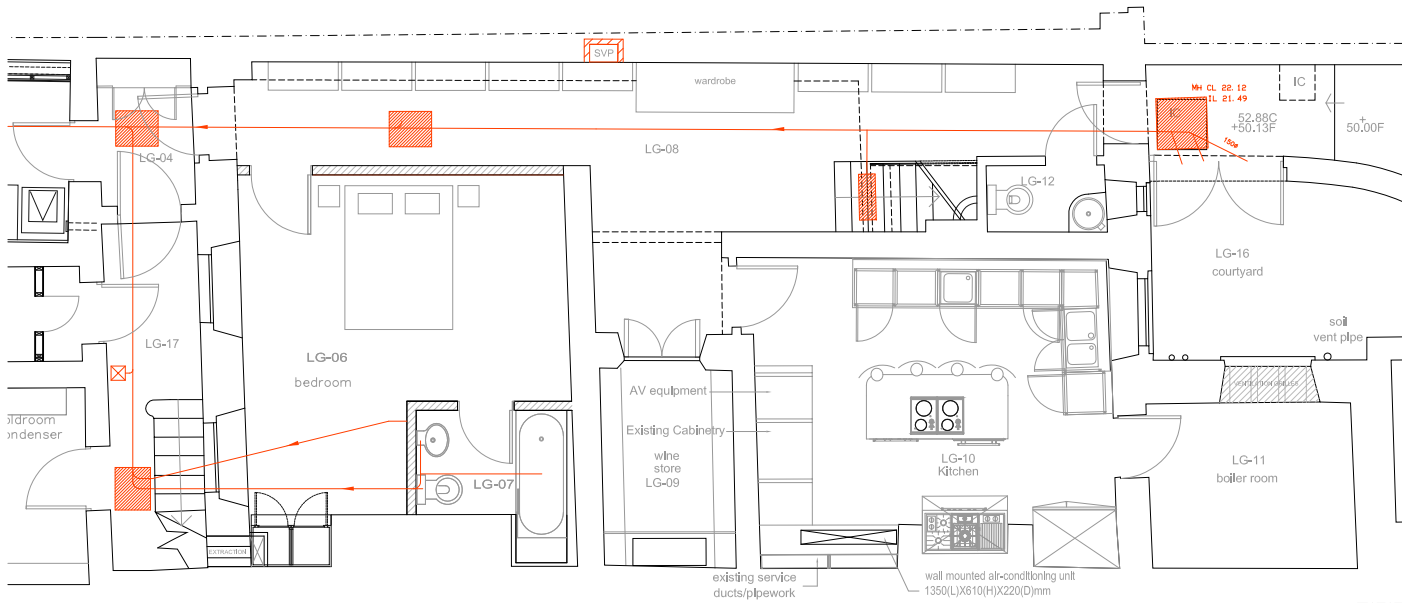 SVP
wardrobe
IC
MH CL 22.12
IL 21.49
IC
52.88C
+50.13F
+
50.00F
150ø
LG-04
LG-08
LG-12
LG-16
courtyard
soil
vent pipe
LG-17
LG-06
bedroom
AV equipment
VENTILATION GRILLES
oldroom
ondenser
Existing Cabinetry
wine
store
LG-09
LG-10
Kitchen
LG-11
boiler room
LG-07
EXTRACTION
existing service
ducts/pipework
wall mounted air-conditioning unit
1350(L)X610(H)X220(D)mm